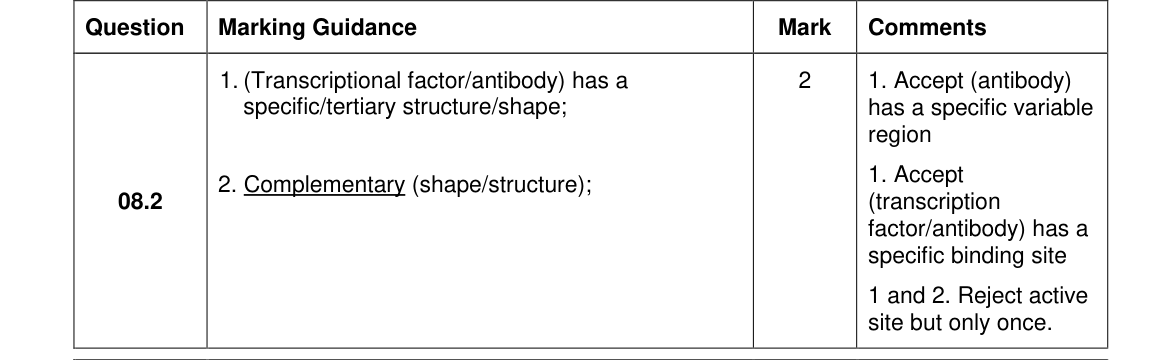 Question Marking Guidance Mark Comments
08.2
1. (Transcriptional factor/antibody) has a
specific/tertiary structure/shape;
2. Complementary (shape/structure);
2
1. Accept (antibody)
has a specific variable
region
1. Accept
(transcription
factor/antibody) has a
specific binding site
1 and 2. Reject active
site but only once.